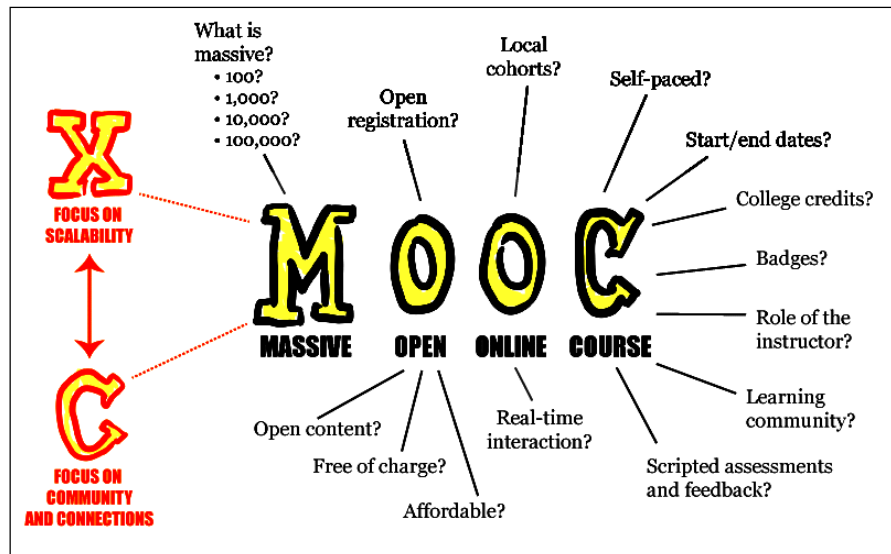 What is
massive?
• 100?
• 1,000?
• 10,000?
• 100,000?
Open
registration?
Local
cohorts?
Self-paced?
Start/end dates?
College credits?
Badges?
Role of the
instructor?
Learning
community?
Scripted assessments
and feedback?
Real-time
interaction?
Affordable?
Free of charge?
Open content?
X
FOCUS ON
SCALABILITY
C
FOCUS ON
COMMUNITY
AND CONNECTIONS
MOOC
MASSIVE OPEN ONLINE COURSE